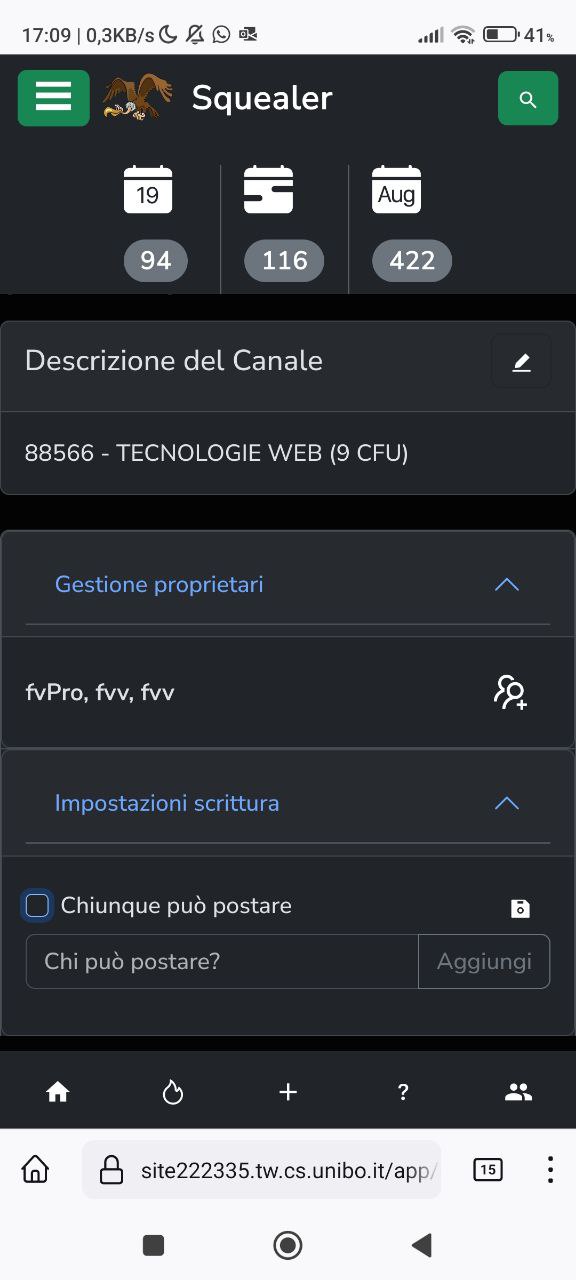 17:09 | 0,3KB/s 41%
Squealer
19 Aug
94 116 422
Descrizione del Canale
88566 - TECNOLOGIE WEB (9 CFU)
Gestione proprietari
fvPro, fvv, fvv
Impostazioni scrittura
Chiunque può postare
Chi può postare? Aggiungi
?
site222335.tw.cs.unibo.it/app/ 15